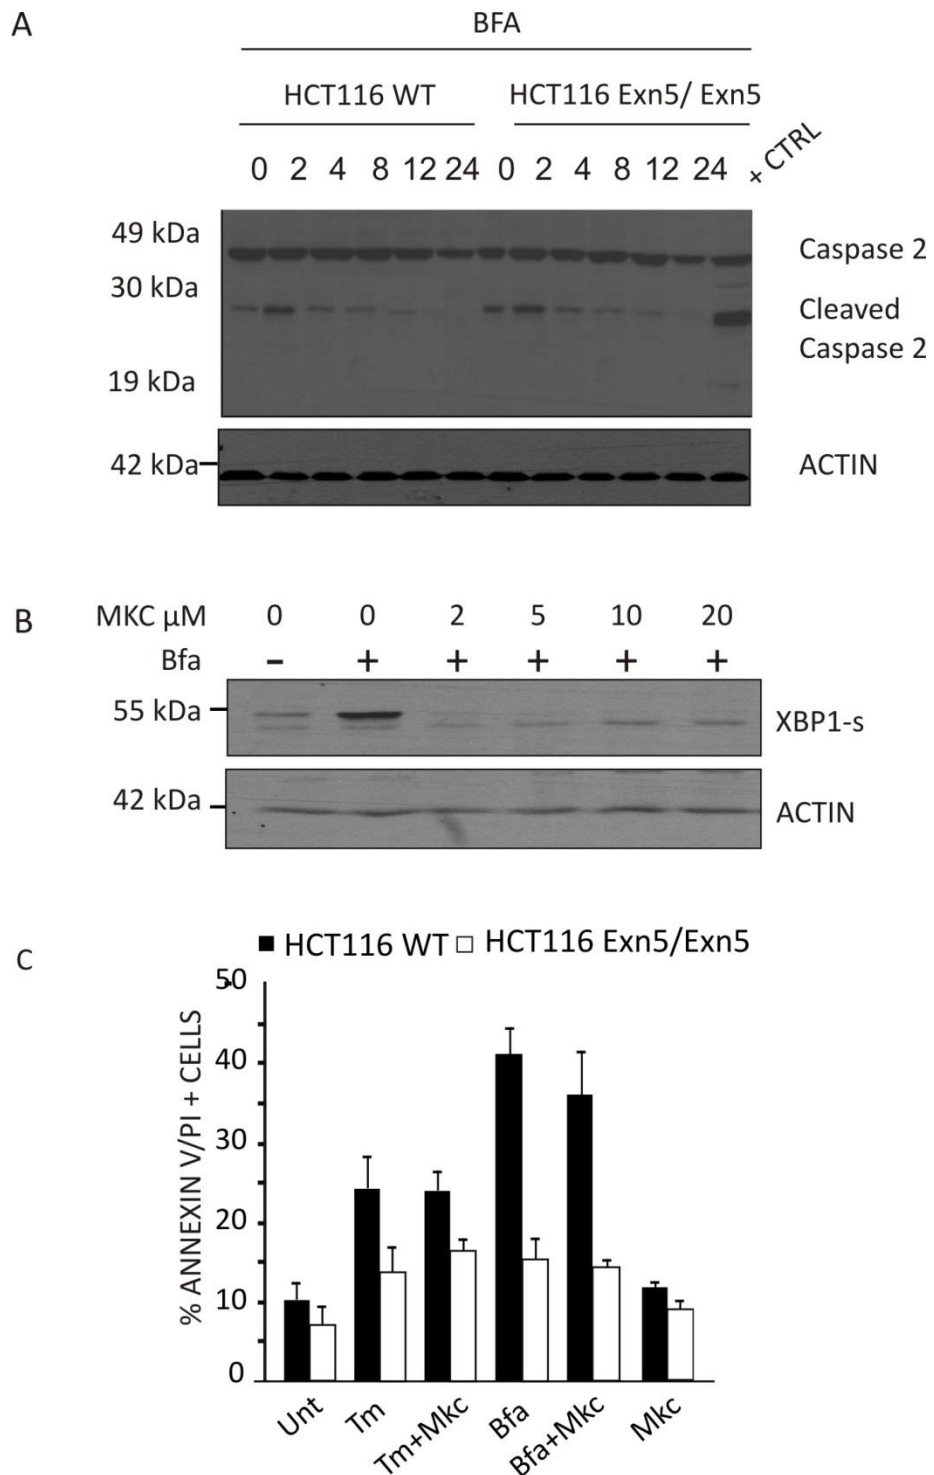 A
BFA
HCT116 WT HCT116 Exn5/ Exn5
0 2 4 8 12 24 0 2 4 8 12 24 + CTRL
49 kDa Caspase 2
30 kDa Cleaved
Caspase 2
19 kDa
42 kDa ACTIN
B MKC µM 0 0 2 5 10 20
Bfa - + + + + +
55 kDa XBP1-s
42 kDa ACTIN
C HCT116 WT HCT116 Exn5/Exn5
% ANNEXIN V/PI + CELLS
50
40
30
20
10
0
Unt Tm Tm+Mkc Bfa Bfa+Mkc Mkc